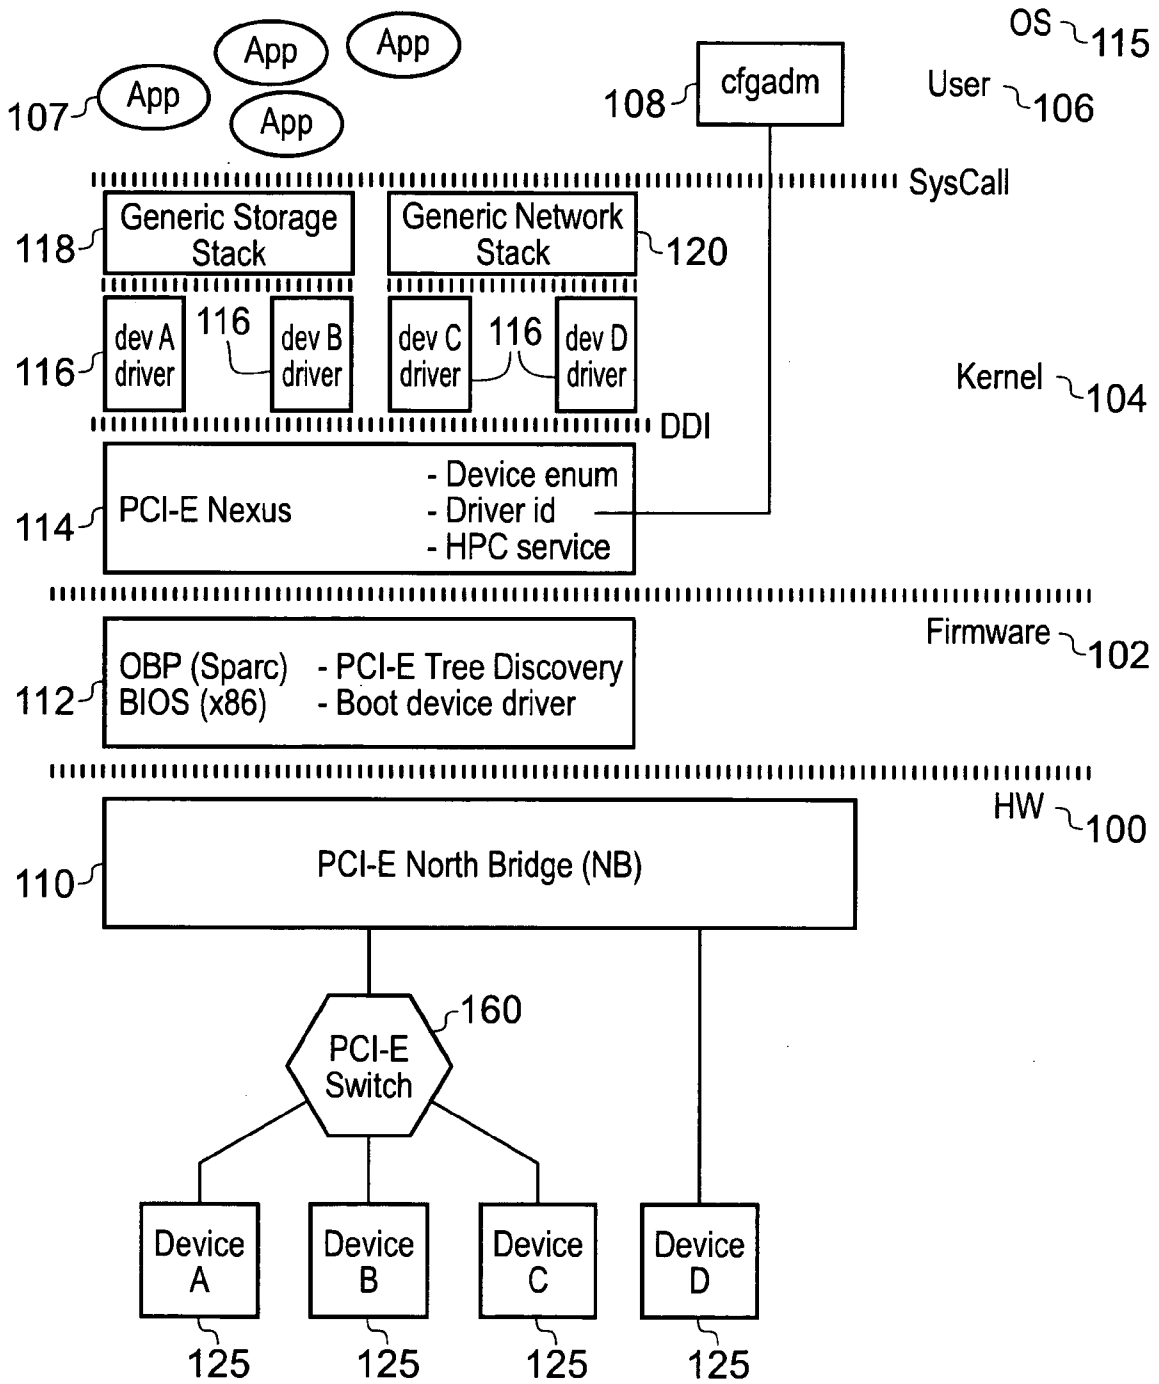 OS 115
App
App
App
App
107
cfgadm
108
User 106
SysCall
Generic Storage
Stack
118
Generic Network
Stack
120
dev A
driver
116
116
dev B
driver
dev C
driver
116
dev D
driver
Kernel 104
DDI
PCI-E Nexus
- Device enum
- Driver id
- HPC service
114
Firmware 102
OBP (Sparc) - PCI-E Tree Discovery
BIOS (x86) - Boot device driver
112
HW 100
PCI-E North Bridge (NB)
110
160
PCI-E
Switch
Device
A
Device
B
Device
C
Device
D
125
125
125
125